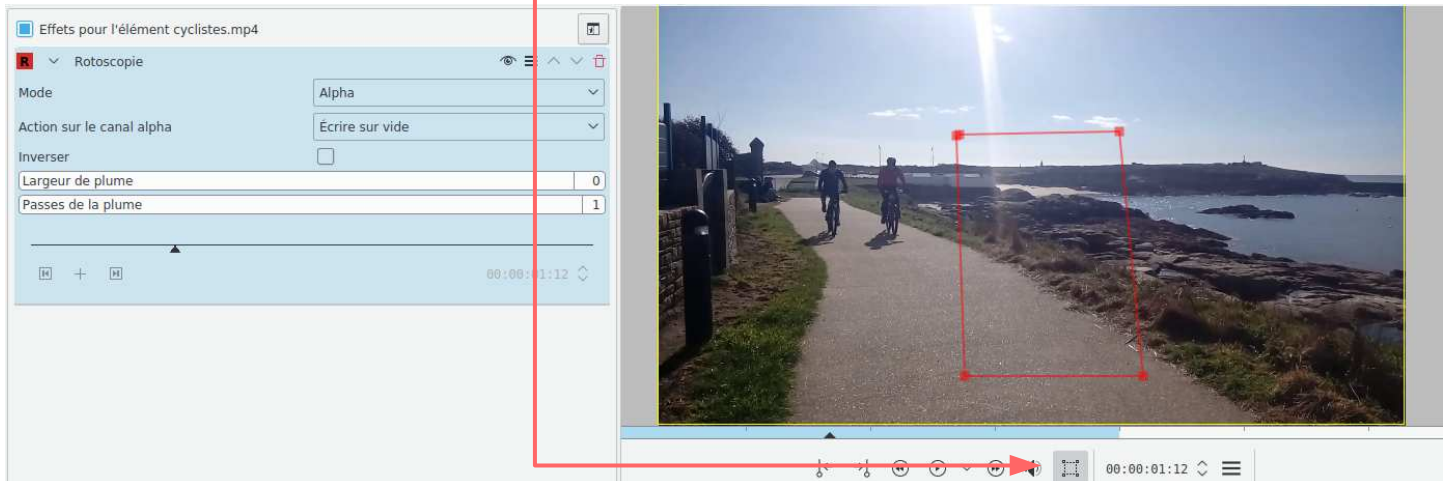 Effets pour l'élément cyclistes.mp4
R Rotoscopie
Mode Alpha
Action sur le canal alpha Écrire sur vide
Inverser
Largeur de plume 0
Passes de la plume 1
00:00:01:12
00:00:01:12